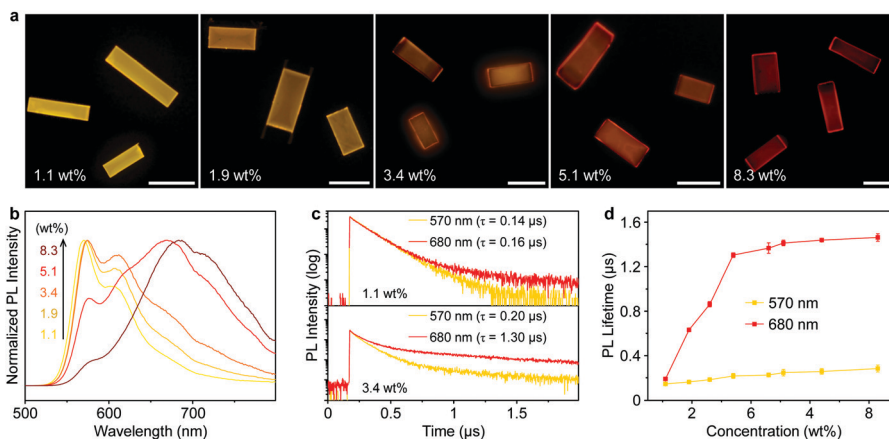 a
1.1 wt%
1.9 wt%
3.4 wt%
5.1 wt%
8.3 wt%
b
(wt%)
8.3
5.1
3.4
1.9
1.1
Normalized PL Intensity
500
600
700
Wavelength (nm)
c
570 nm (τ = 0.14 µs)
680 nm (τ = 0.16 µs)
1.1 wt%
570 nm (τ = 0.20 µs)
680 nm (τ = 1.30 µs)
3.4 wt%
PL Intensity (log)
0
0.5
1
1.5
Time (µs)
d
1.6
1.2
0.8
0.4
0
PL Lifetime (µs)
570 nm
680 nm
2
4
6
8
Concentration (wt%)